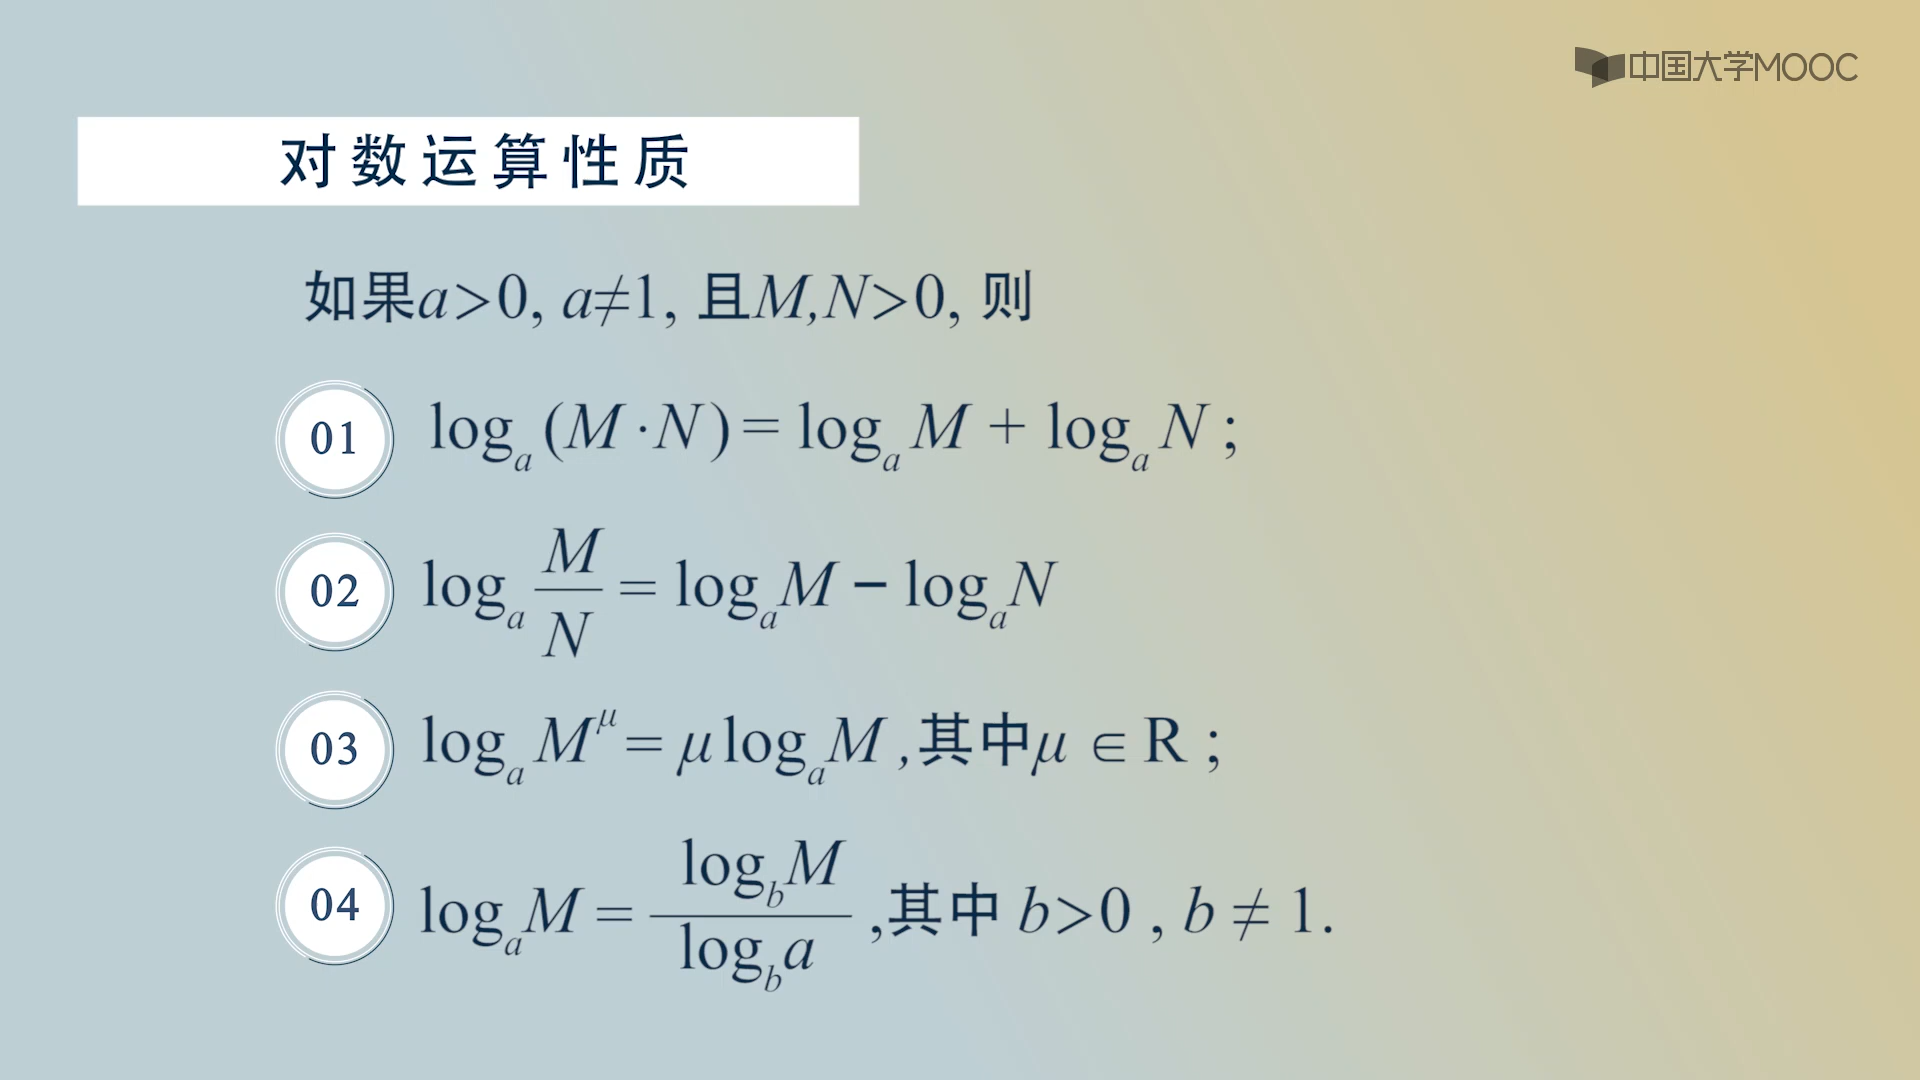 中国大学MOOC
对数运算性质
如果a>0, a≠1, 且M,N>0, 则
01 log_a (M·N) = log_a M + log_a N ;
02 log_a M/N = log_a M − log_a N
03 log_a M^μ = μ log_a M ,其中μ ∈ R ;
04 log_a M = log_b M / log_b a ,其中 b>0 , b ≠ 1.